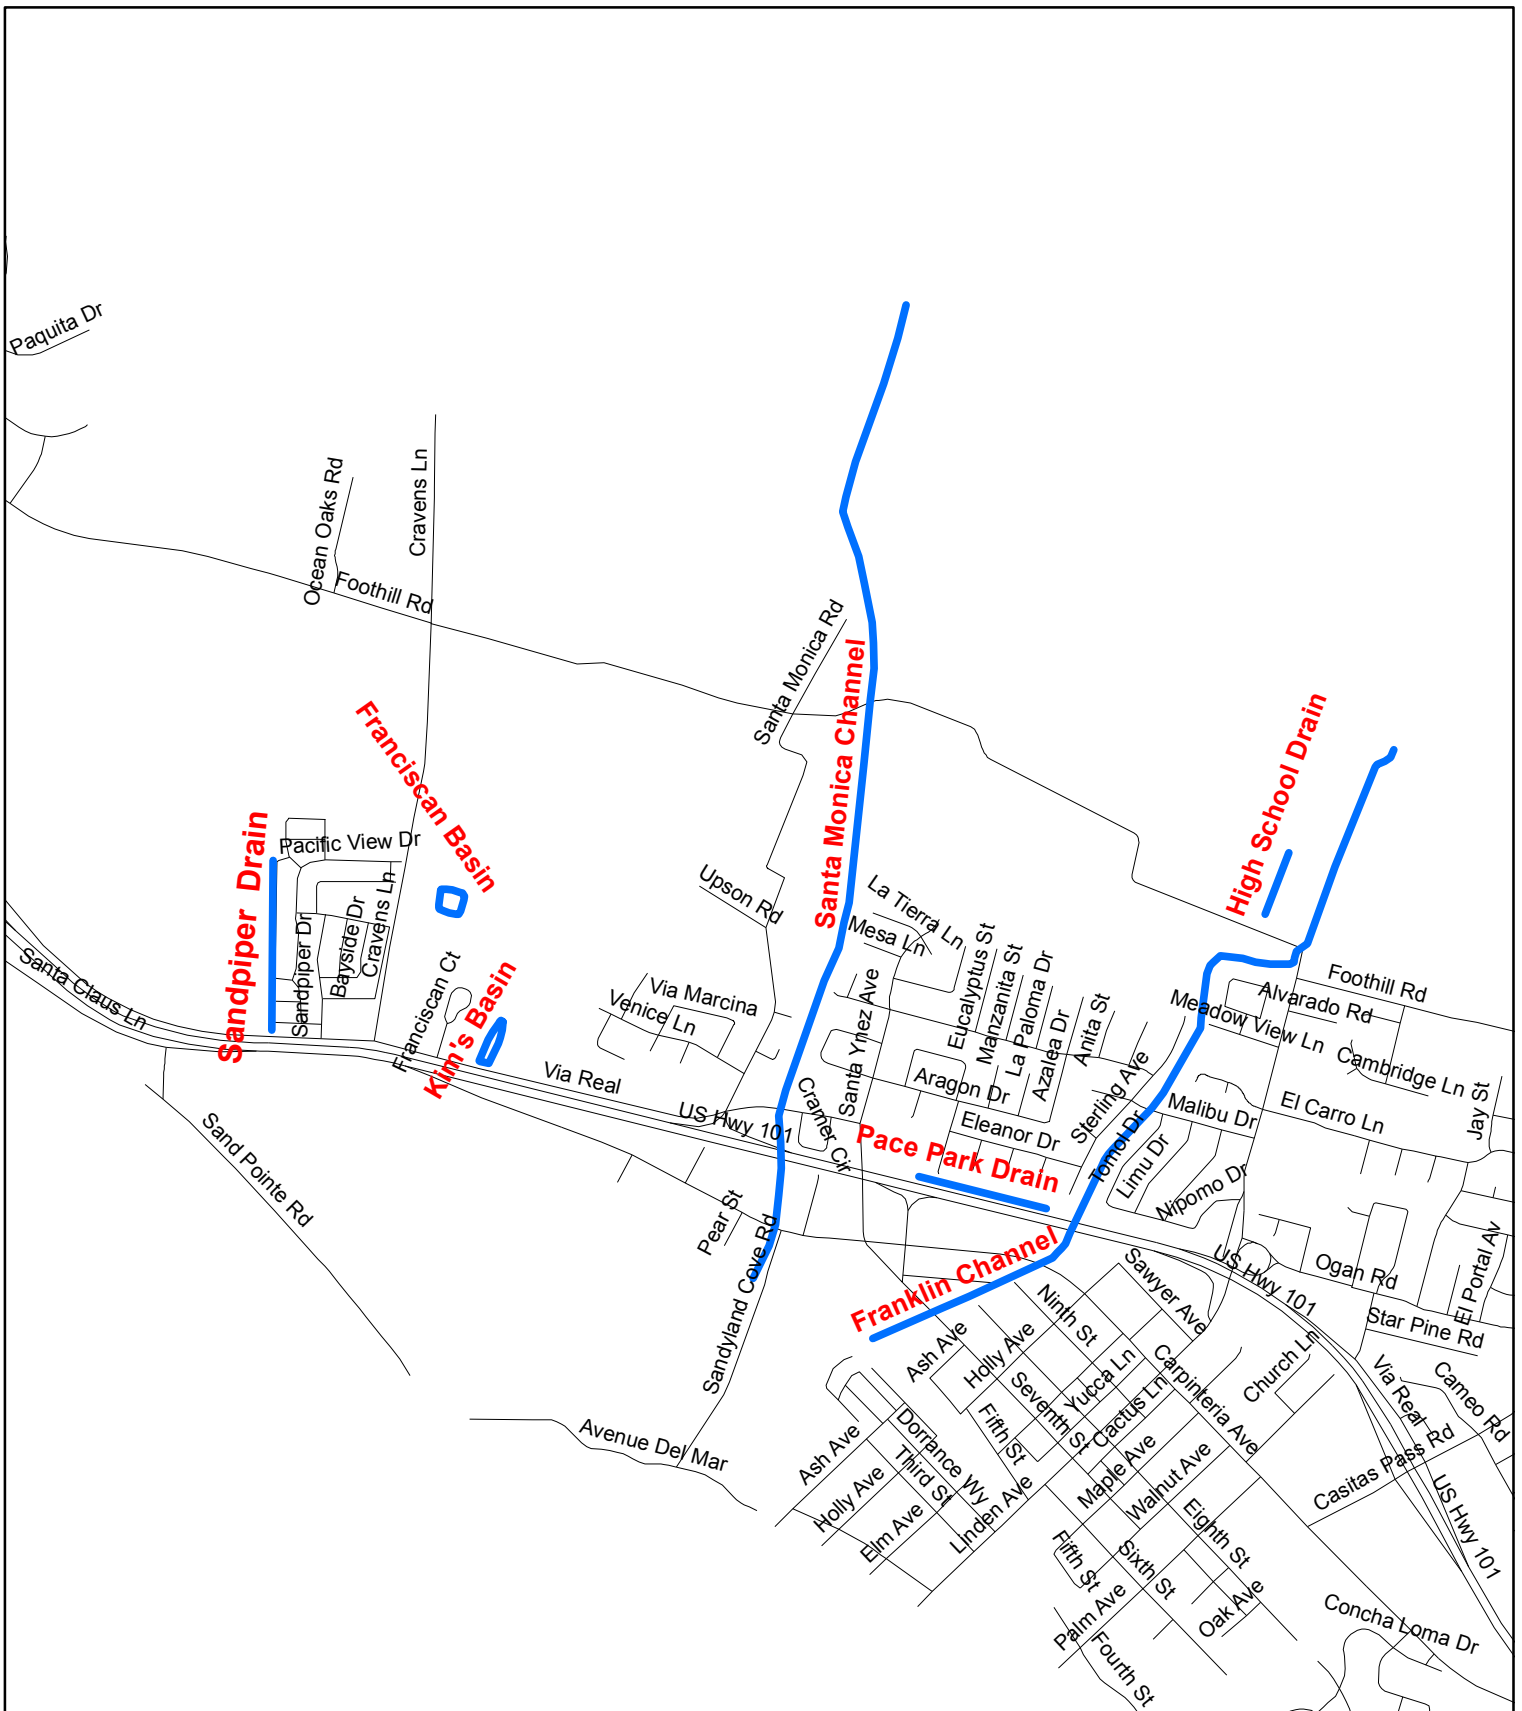 Paquita Dr
Ocean Oaks Rd
Cravens Ln
Foothill Rd
Santa Monica Rd
Santa Monica Channel
Franciscan Basin
High School Drain
Sandpiper Drain
Pacific View Dr
Sandpiper Dr
Bayside Dr
Cravens Ln
Upson Rd
La Tierra Ln
Mesa Ln
Santa Claus Ln
Franciscan Ct
Kim's Basin
Via Marcina
Venice Ln
Santa Ynez Ave
Eucalyptus St
Manzanita St
La Paloma Dr
Azalea Dr
Anita St
Foothill Rd
Alvarado Rd
Meadow View Ln
Cambridge Ln
Jay St
Via Real
US Hwy 101
Cramer Cir
Aragon Dr
Eleanor Dr
Sterling Ave
Tomol Dr
Malibu Dr
El Carro Ln
Limu Dr
Nipomo Dr
Pace Park Drain
Sand Pointe Rd
Pear St
Sandyland Cove Rd
Franklin Channel
US Hwy 101
Ogan Rd
El Portal Av
Star Pine Rd
Sawyer Ave
Ninth St
Ash Ave
Holly Ave
Yucca Ln
Carpinteria Ave
Church Ln
Via Real
Cameo Rd
Seventh St
Cactus Ln
Fifth St
Avenue Del Mar
Ash Ave
Dorrance Wy
Third St
Holly Ave
Elm Ave
Linden Ave
Maple Ave
Walnut Ave
Casitas Pass Rd
US Hwy 101
Eighth St
Sixth St
Fifth St
Palm Ave
Oak Ave
Fourth St
Concha Loma Dr